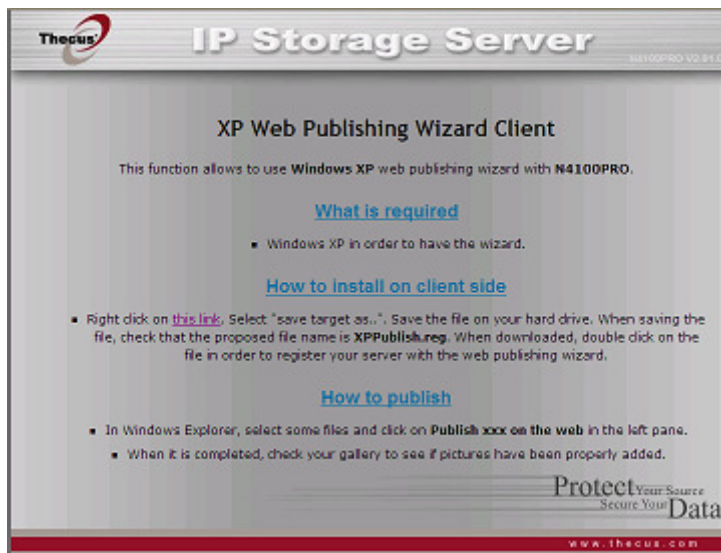 Thecus
IP Storage Server
XP Web Publishing Wizard Client
This function allows to use Windows XP web publishing wizard with N4100PRO.
What is required
▪ Windows XP in order to have the wizard.
How to install on client side
▪ Right click on this link, Select "save target as..". Save the file on your hard drive. When saving the
file, check that the proposed file name is XPPublish.reg. When downloaded, double click on the
file in order to register your server with the web publishing wizard.
How to publish
▪ In Windows Explorer, select some files and click on Publish xxx on the web in the left pane.
▪ When it is completed, check your gallery to see if pictures have been properly added.
Protect Your Source
Secure Your Data
www.thecus.com